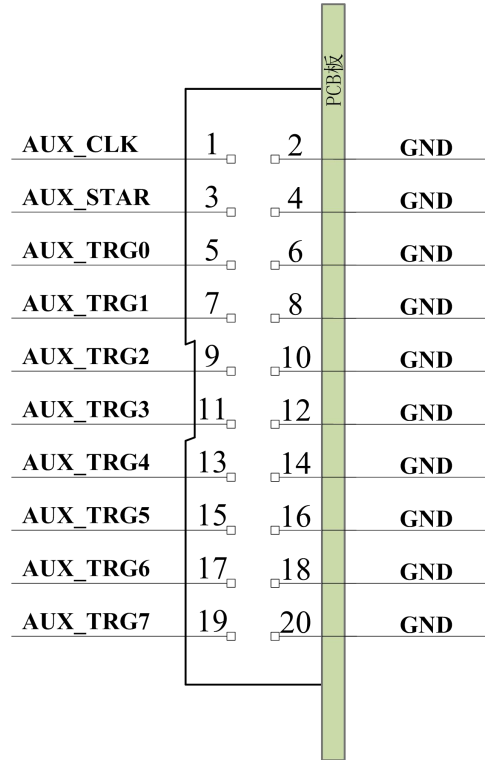 PCB板
AUX_CLK 1 2 GND
AUX_STAR 3 4 GND
AUX_TRG0 5 6 GND
AUX_TRG1 7 8 GND
AUX_TRG2 9 10 GND
AUX_TRG3 11 12 GND
AUX_TRG4 13 14 GND
AUX_TRG5 15 16 GND
AUX_TRG6 17 18 GND
AUX_TRG7 19 20 GND